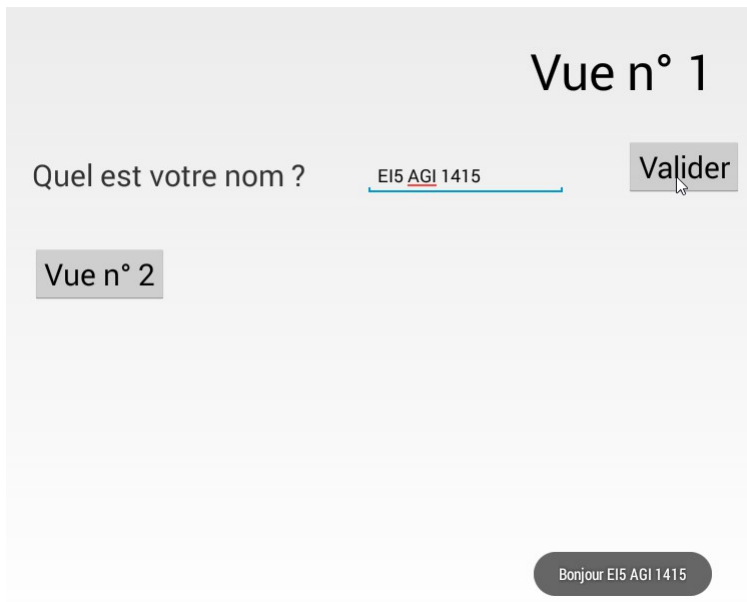 Vue n° 1
Quel est votre nom ? EI5 AGI 1415 Valider
Vue n° 2
Bonjour EI5 AGI 1415